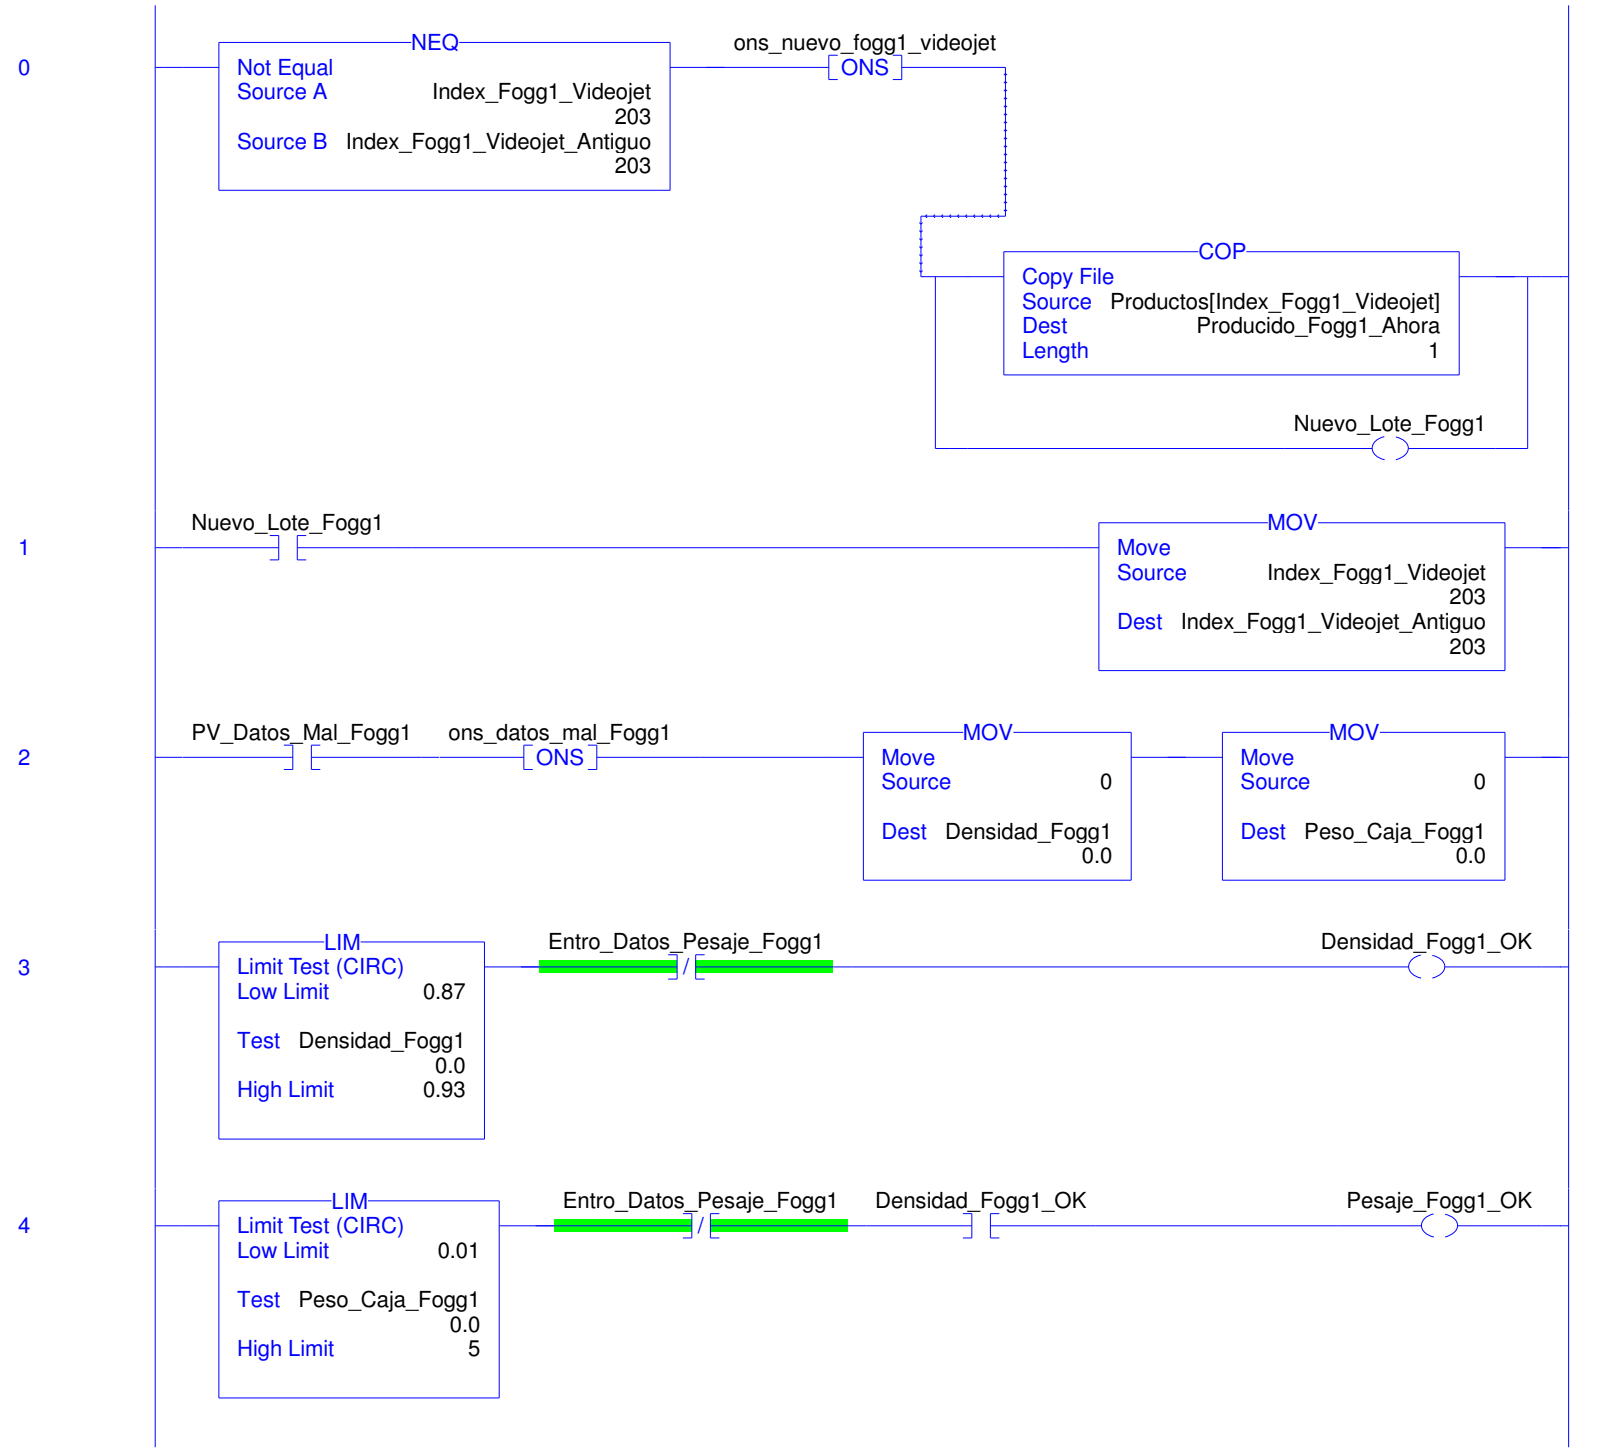 0
NEQ
Not Equal
Source A Index_Fogg1_Videojet
203
Source B Index_Fogg1_Videojet_Antiguo
203
ons_nuevo_fogg1_videojet
ONS
COP
Copy File
Source Productos[Index_Fogg1_Videojet]
Dest Producido_Fogg1_Ahora
Length 1
Nuevo_Lote_Fogg1
1
Nuevo_Lote_Fogg1
MOV
Move
Source Index_Fogg1_Videojet
203
Dest Index_Fogg1_Videojet_Antiguo
203
2
PV_Datos_Mal_Fogg1
ons_datos_mal_Fogg1
ONS
MOV
Move
Source 0
Dest Densidad_Fogg1
0.0
MOV
Move
Source 0
Dest Peso_Caja_Fogg1
0.0
3
LIM
Limit Test (CIRC)
Low Limit 0.87
Test Densidad_Fogg1
0.0
High Limit 0.93
Entro_Datos_Pesaje_Fogg1
/
Densidad_Fogg1_OK
4
LIM
Limit Test (CIRC)
Low Limit 0.01
Test Peso_Caja_Fogg1
0.0
High Limit 5
Entro_Datos_Pesaje_Fogg1
/
Densidad_Fogg1_OK
Pesaje_Fogg1_OK